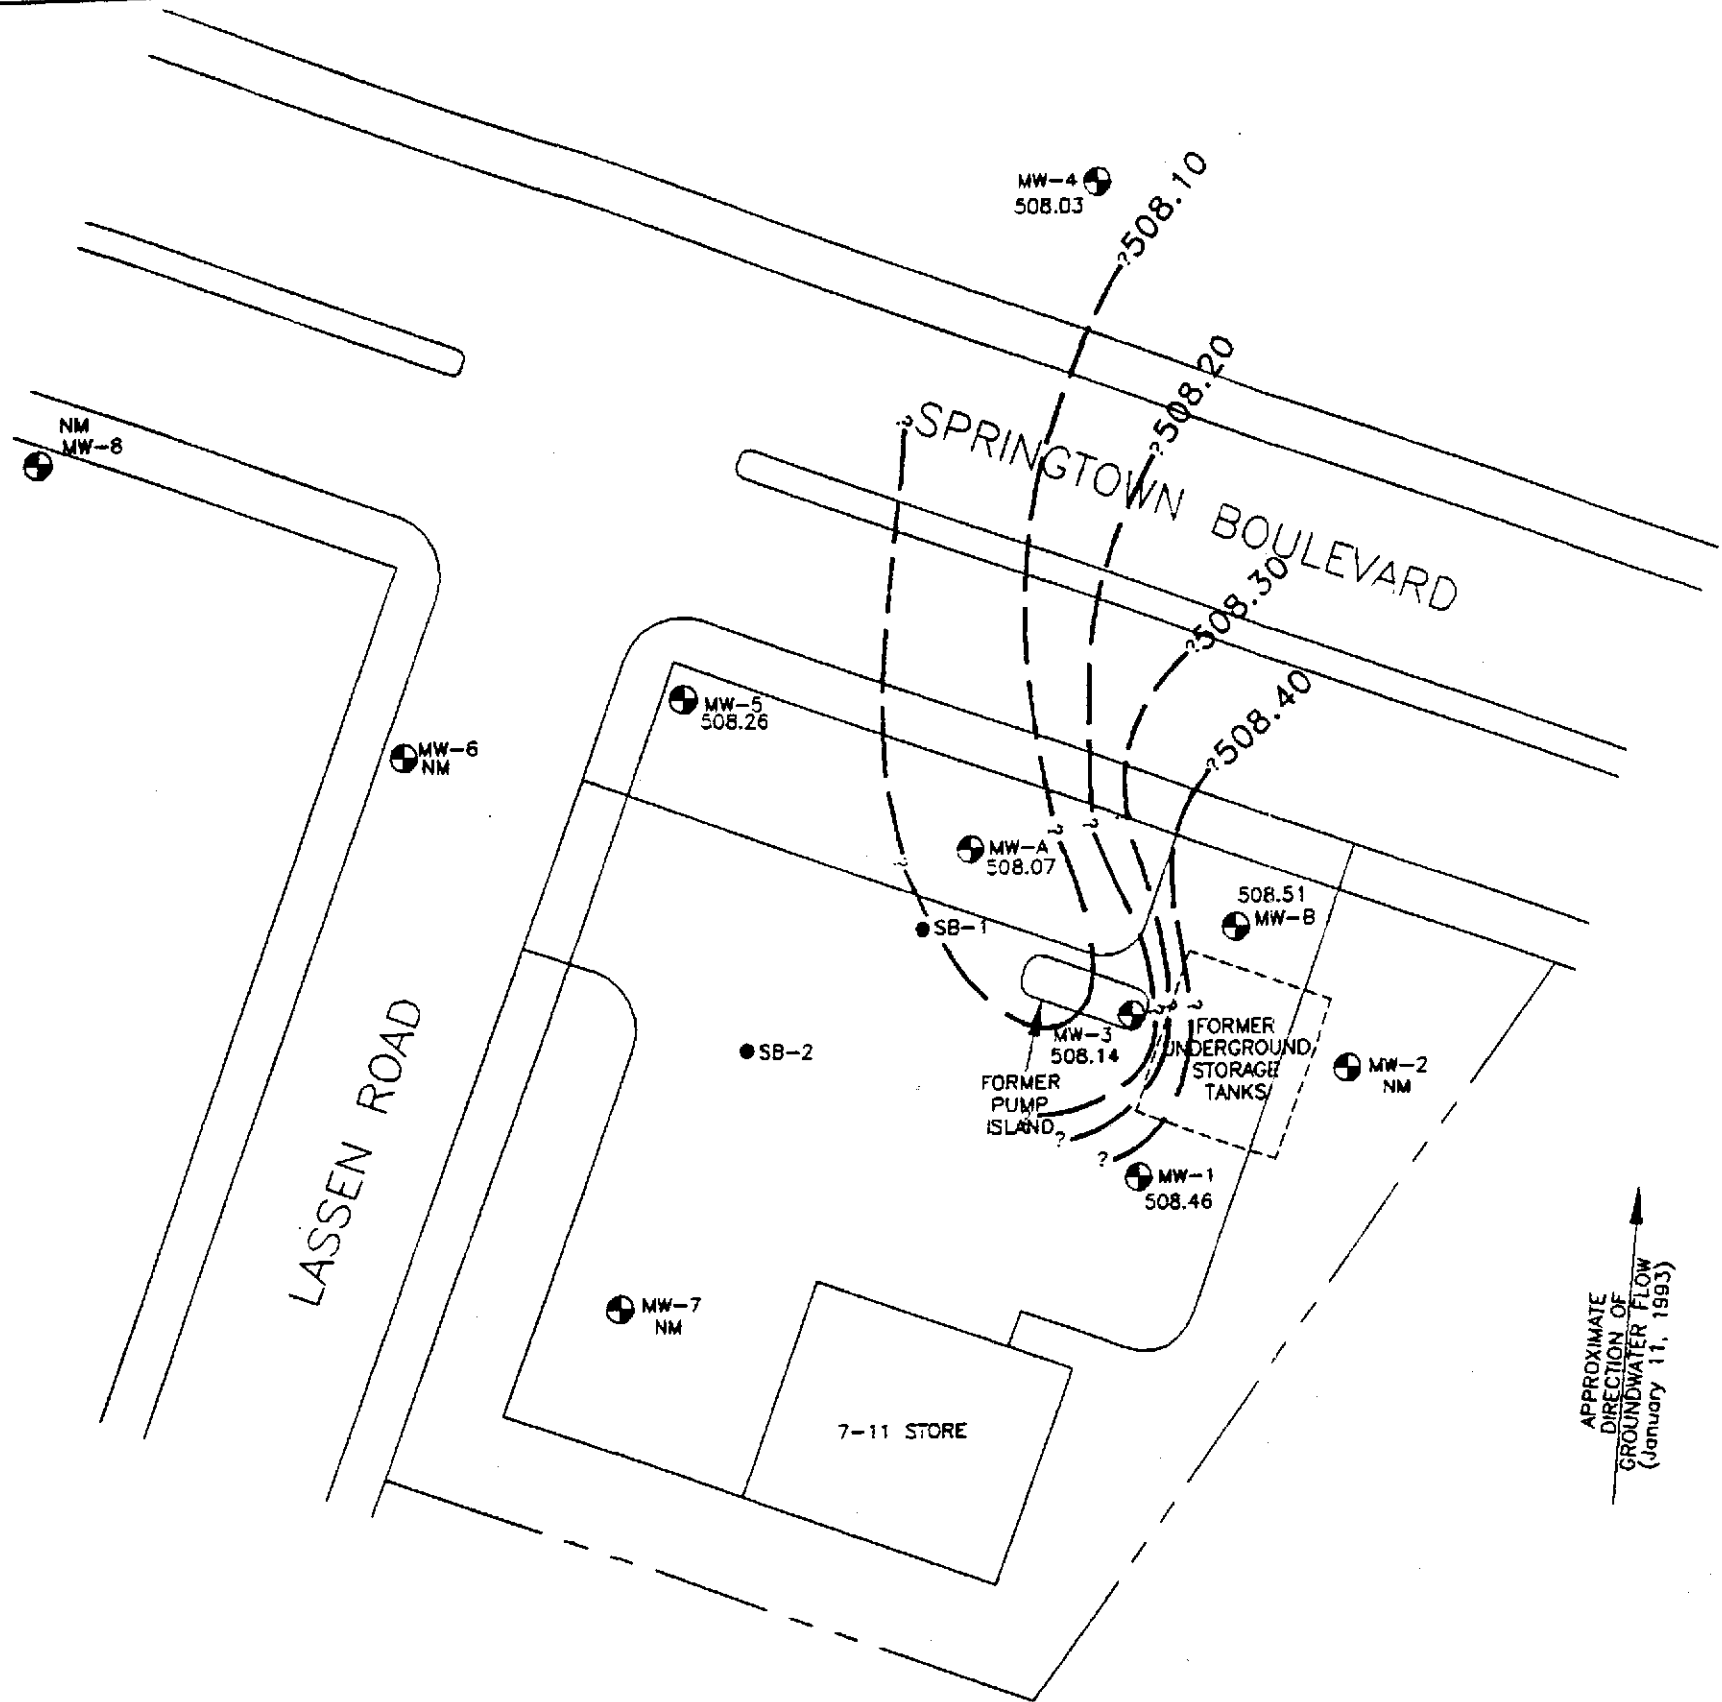 MW-4
508.03
?508.10
?508.20
?
SPRINGTOWN BOULEVARD
NM
MW-8
?508.30
?508.40
MW-5
508.26
MW-6
NM
?
?
MW-A
508.07
?
508.51
MW-B
SB-1
MW-3
508.14
?
?
?
FORMER
UNDERGROUND
STORAGE
TANKS
MW-2
NM
SB-2
FORMER
PUMP
ISLAND
?
?
?
MW-1
508.46
LASSEN ROAD
MW-7
NM
7-11 STORE
APPROXIMATE
DIRECTION OF
GROUNDWATER FLOW
(January 11, 1993)